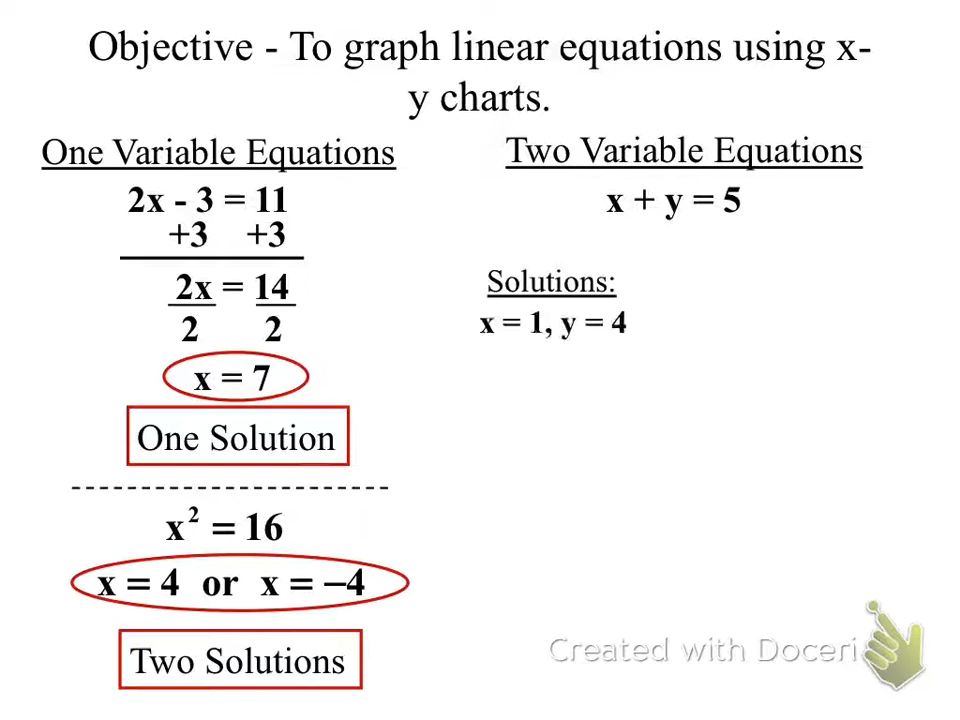 Objective - To graph linear equations using x-
y charts.
One Variable Equations
2x - 3 = 11
+3 +3
2x = 14
2 2
x = 7
One Solution
x² = 16
x = 4 or x = −4
Two Solutions
Two Variable Equations
x + y = 5
Solutions:
x = 1, y = 4
Created with Doceri